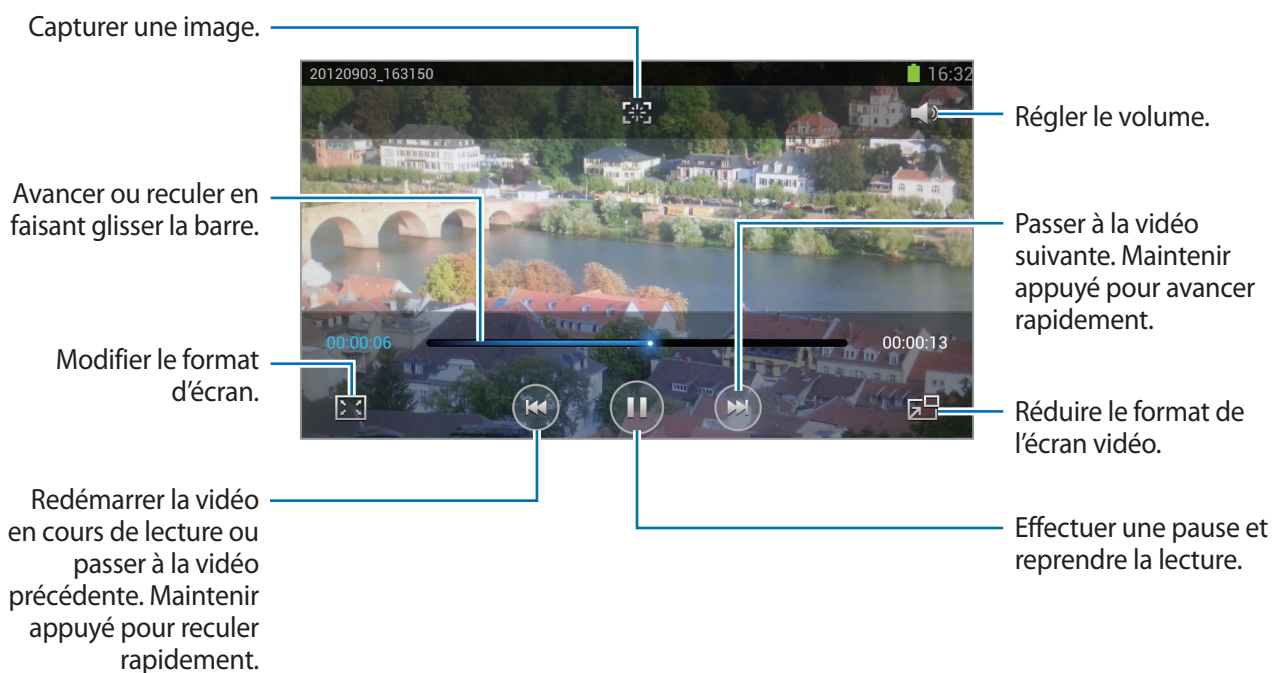 Capturer une image.
20120903_163150
16:32
Régler le volume.
Avancer ou reculer en
faisant glisser la barre.
Passer à la vidéo
suivante. Maintenir
appuyé pour avancer
rapidement.
00:00:06
00:00:13
Modifier le format
d'écran.
Réduire le format de
l'écran vidéo.
Redémarrer la vidéo
en cours de lecture ou
passer à la vidéo
précédente. Maintenir
appuyé pour reculer
rapidement.
Effectuer une pause et
reprendre la lecture.